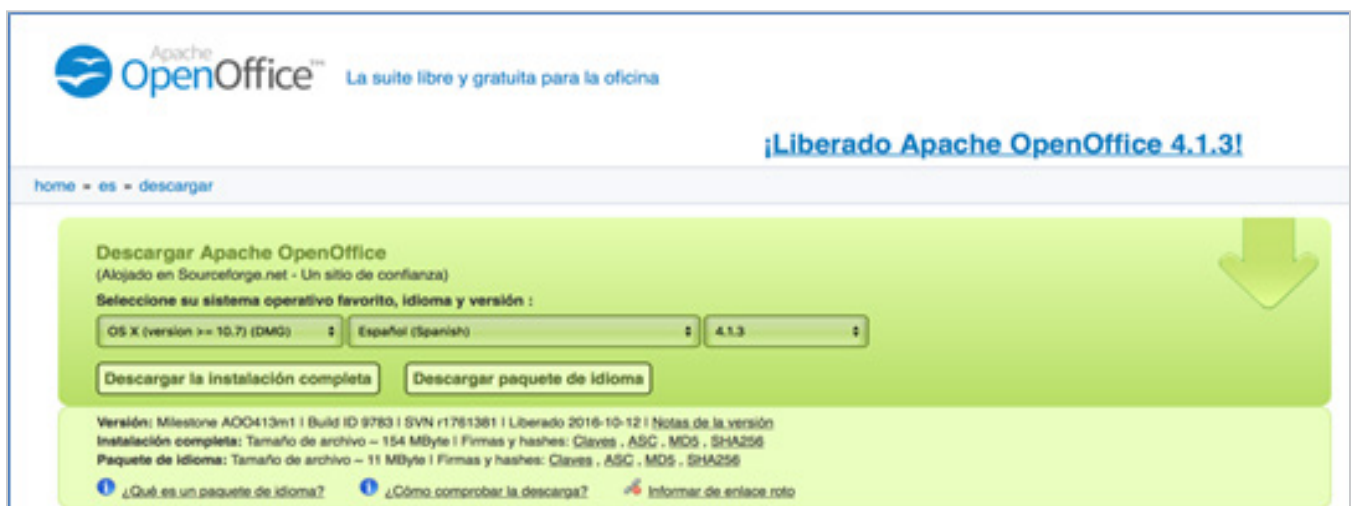 Apache
OpenOffice™ La suite libre y gratuita para la oficina
¡Liberado Apache OpenOffice 4.1.3!
home » es » descargar
Descargar Apache OpenOffice
(Alojado en Sourceforge.net - Un sitio de confianza)
Seleccione su sistema operativo favorito, idioma y versión :
OS X (version >= 10.7) (DMG) Español (Spanish) 4.1.3
Descargar la instalación completa Descargar paquete de idioma
Versión: Milestone AOO413m1 | Build ID 9783 | SVN r1761381 | Liberado 2016-10-12 | Notas de la versión
Instalación completa: Tamaño de archivo ~ 154 MByte | Firmas y hashes: Claves , ASC , MD5 , SHA256
Paquete de idioma: Tamaño de archivo ~ 11 MByte | Firmas y hashes: Claves , ASC , MD5 , SHA256
¿Qué es un paquete de idioma? ¿Cómo comprobar la descarga? Informar de enlace roto